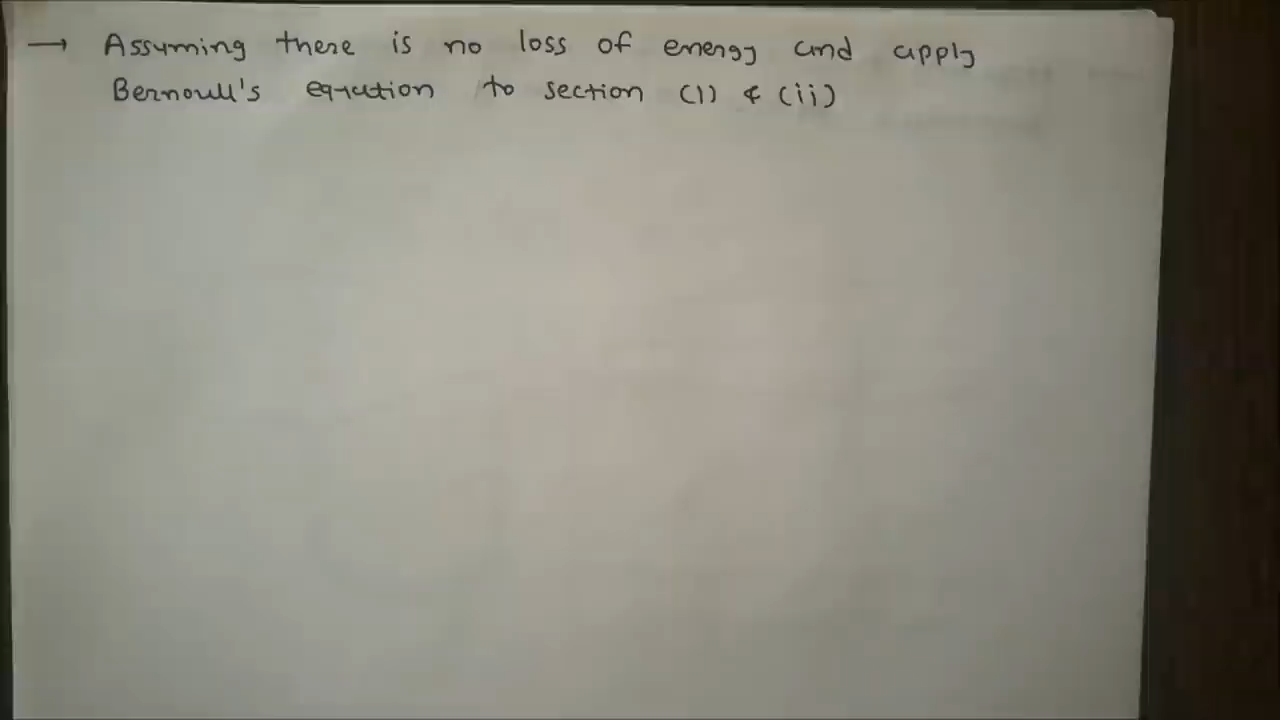 → Assuming there is no loss of energy and apply
Bernoull's equation to section (1) & (ii)